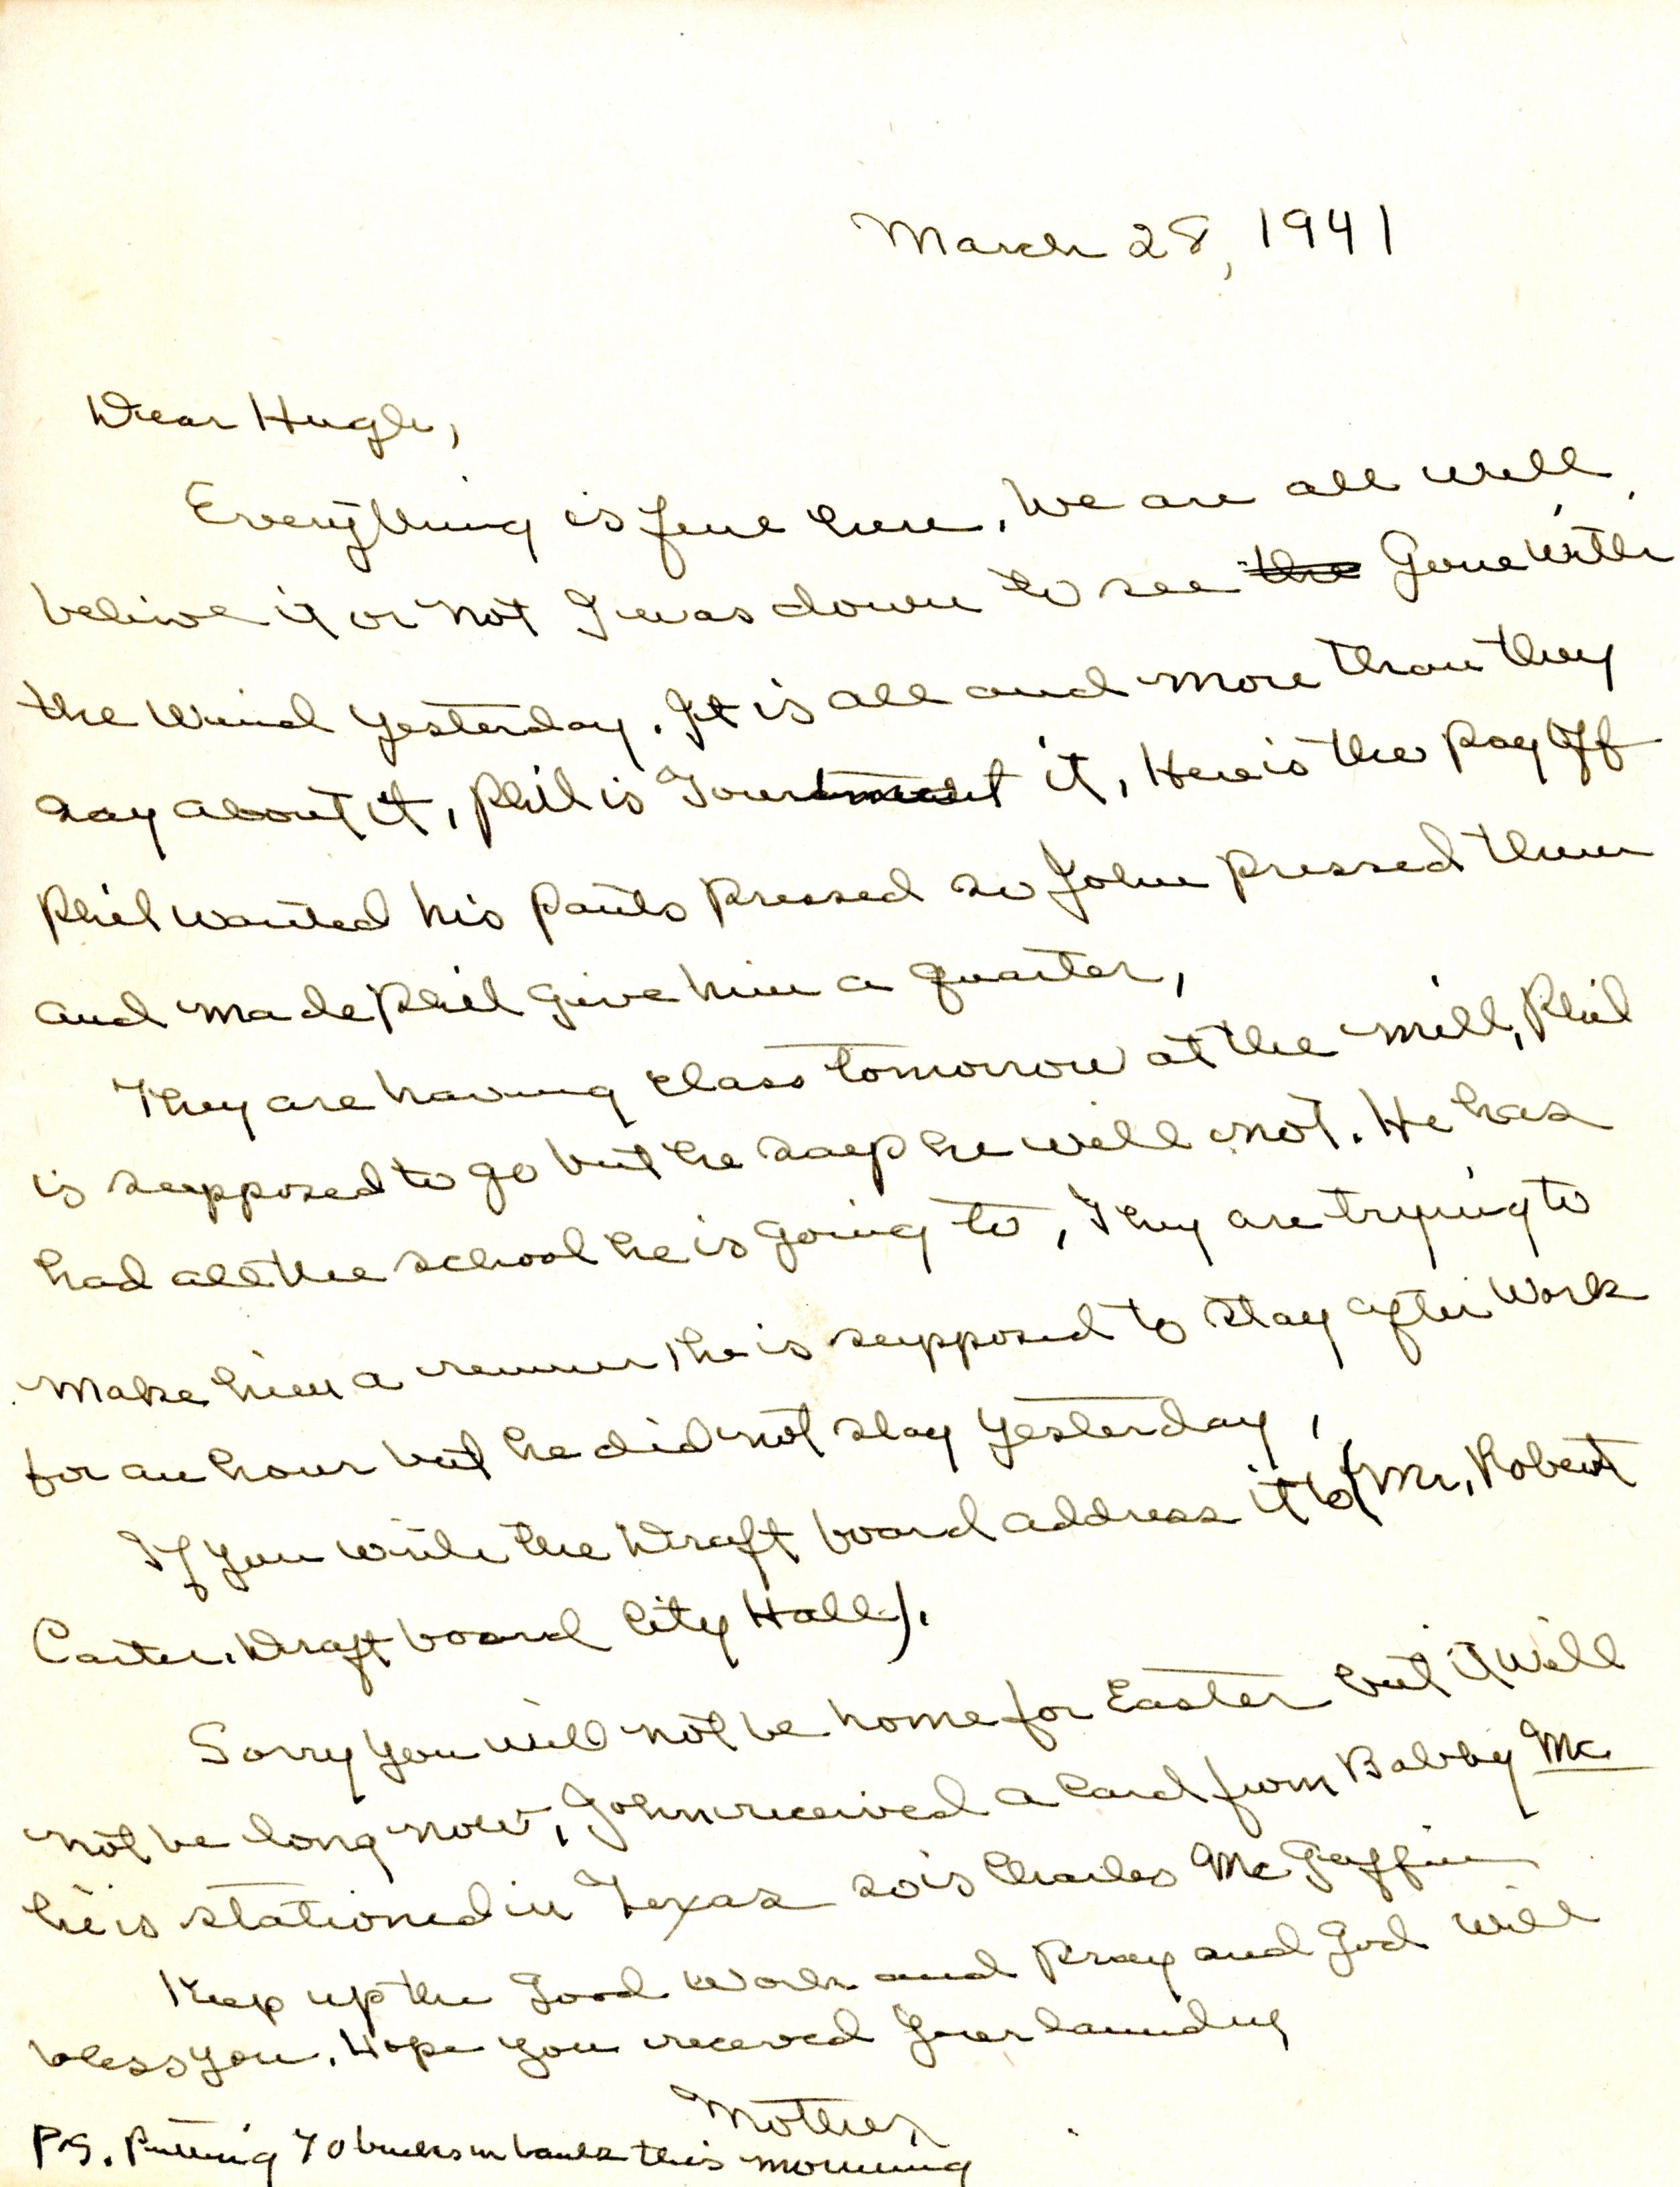 March 28, 1941
Dear Hugh,
Everything is fine here. We are all well,
belive it or not I was down to see the Gone With
the Wind yesterday. It is all and more than they
say about it, Phil is it, Here is the pay off
Phil wanted his pants pressed so John pressed them
and made Phil give him a quarter,
They are having class tomorrow at the mill, Phil
is supposed to go but he says he will not. He has
had all the school he is going to, They are trying to
make him a he is supposed to stay after work
for an hour but he did not stay yesterday,
If you write the Draft board address it to (Mr, Robert
Carter. Draft board City Hall).
Sorry you will not be home for Easter but it will
not be long now, John received a card from Bobby Mc
he is stationed in Texas so is Charles Mc Guffin
Keep up the Good Work and Pray and God will
bless you. Hope you receved your laundry
Mother,
P.S. Putting 70 bucks in bank this morning